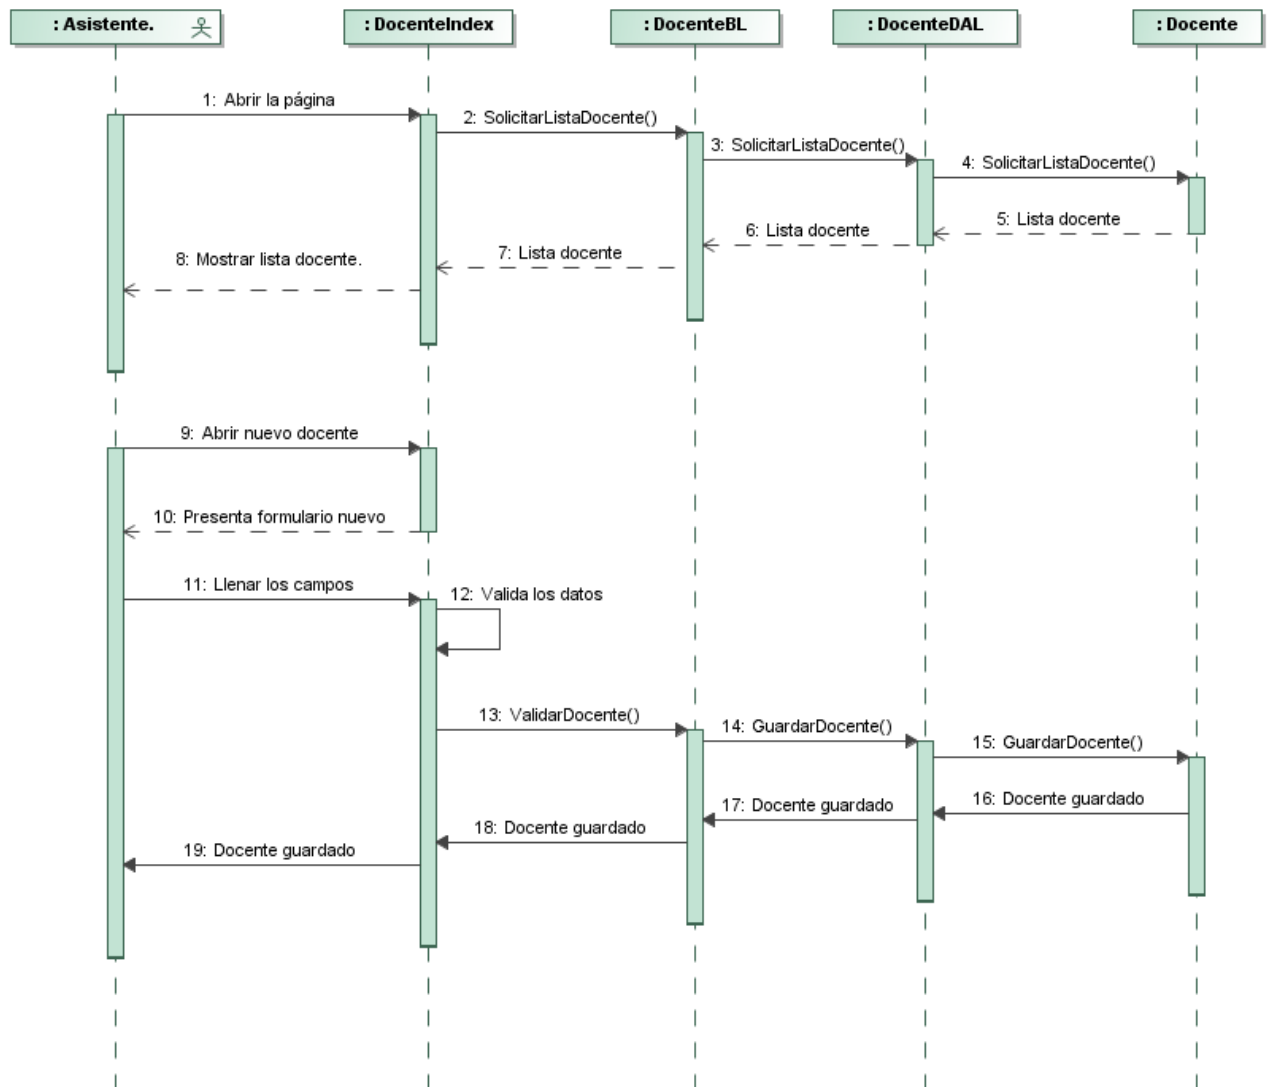 : Asistente.
: DocenteIndex
: DocenteBL
: DocenteDAL
: Docente
1: Abrir la página
2: SolicitarListaDocente()
3: SolicitarListaDocente()
4: SolicitarListaDocente()
5: Lista docente
6: Lista docente
7: Lista docente
8: Mostrar lista docente.
9: Abrir nuevo docente
10: Presenta formulario nuevo
11: Llenar los campos
12: Valida los datos
13: ValidarDocente()
14: GuardarDocente()
15: GuardarDocente()
16: Docente guardado
17: Docente guardado
18: Docente guardado
19: Docente guardado